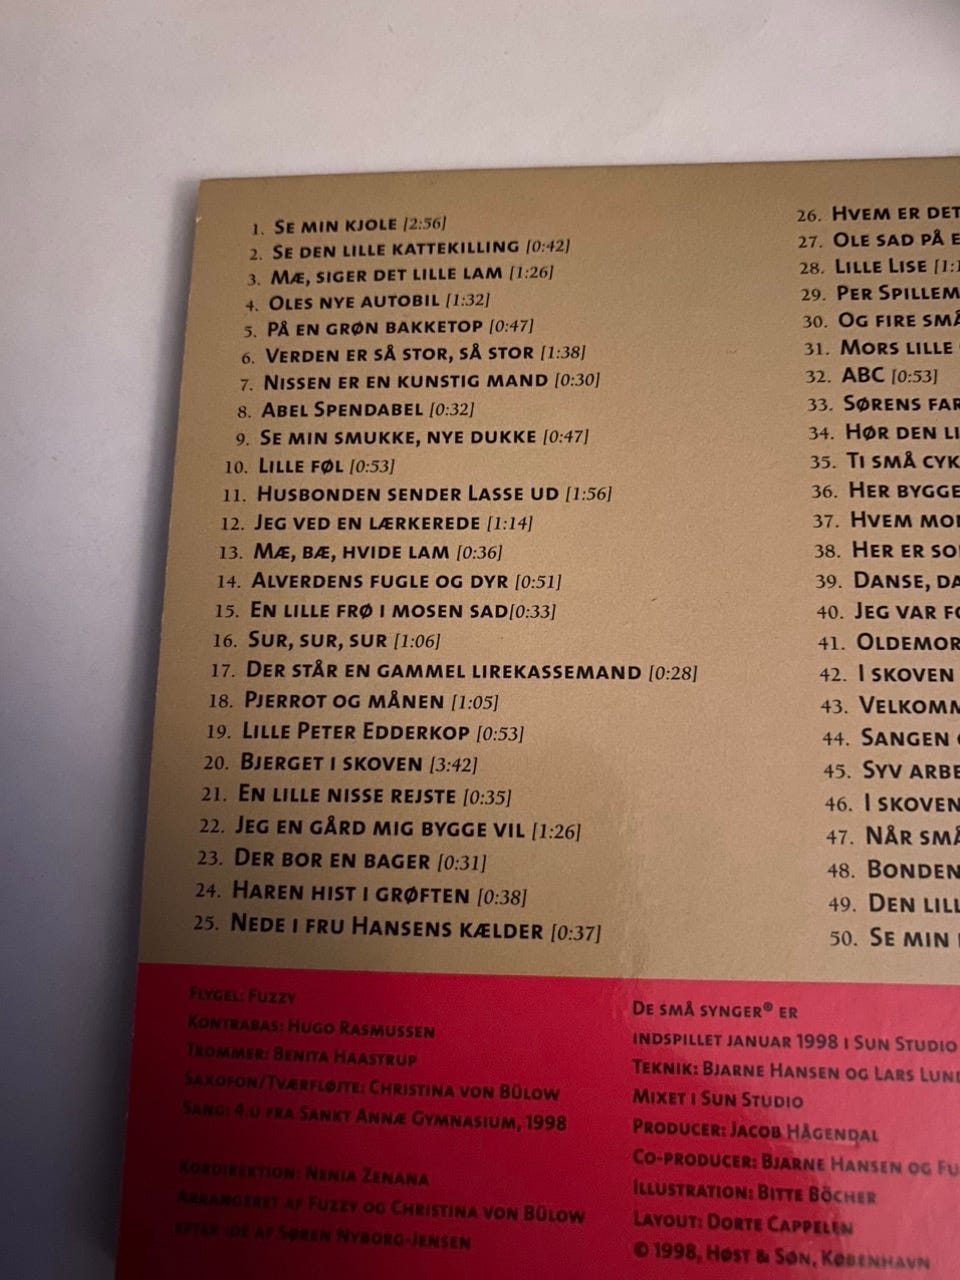 1. SE MIN KJOLE [2:56]
2. SE DEN LILLE KATTEKILLING [0:42]
3. MÆ, SIGER DET LILLE LAM [1:26]
4. OLES NYE AUTOBIL [1:32]
5. PÅ EN GRØN BAKKETOP [0:47]
6. VERDEN ER SÅ STOR, SÅ STOR [1:38]
7. NISSEN ER EN KUNSTIG MAND [0:30]
8. ABEL SPENDABEL [0:32]
9. SE MIN SMUKKE, NYE DUKKE [0:47]
10. LILLE FØL [0:53]
11. HUSBONDEN SENDER LASSE UD [1:56]
12. JEG VED EN LÆRKEREDE [1:14]
13. MÆ, BÆ, HVIDE LAM [0:36]
14. ALVERDENS FUGLE OG DYR [0:51]
15. EN LILLE FRØ I MOSEN SAD[0:33]
16. SUR, SUR, SUR [1:06]
17. DER STÅR EN GAMMEL LIREKASSEMAND [0:28]
18. PJERROT OG MÅNEN [1:05]
19. LILLE PETER EDDERKOP [0:53]
20. BJERGET I SKOVEN [3:42]
21. EN LILLE NISSE REJSTE [0:35]
22. JEG EN GÅRD MIG BYGGE VIL [1:26]
23. DER BOR EN BAGER [0:31]
24. HAREN HIST I GRØFTEN [0:38]
25. NEDE I FRU HANSENS KÆLDER [0:37]
26. HVEM ER DET
27. OLE SAD PÅ E
28. LILLE LISE [1:1
29. PER SPILLEM
30. OG FIRE SMÅ
31. MORS LILLE
32. ABC [0:53]
33. SØRENS FAR
34. HØR DEN LI
35. TI SMÅ CYK
36. HER BYGGE
37. HVEM MO
38. HER ER SO
39. DANSE, DA
40. JEG VAR FO
41. OLDEMOR
42. I SKOVEN
43. VELKOMM
44. SANGEN
45. SYV ARBE
46. I SKOVEN
47. NÅR SMÅ
48. BONDEN
49. DEN LILL
50. SE MIN
FLYGEL: FUZZY
KONTRABAS: HUGO RASMUSSEN
TROMMER: BENITA HAASTRUP
SAXOFON/TVÆRFLØJTE: CHRISTINA VON BÜLOW
SANG: 4.U FRA SANKT ANNÆ GYMNASIUM, 1998
KORDIREKTION: NENIA ZENANA
ARRANGERET AF FUZZY OG CHRISTINA VON BÜLOW
EFTER IDE AF SØREN NYBORG-JENSEN
DE SMÅ SYNGER® ER
INDSPILLET JANUAR 1998 I SUN STUDIO
TEKNIK: BJARNE HANSEN OG LARS LUND
MIXET I SUN STUDIO
PRODUCER: JACOB HÅGENDAL
CO-PRODUCER: BJARNE HANSEN OG FU
ILLUSTRATION: BITTE BÖCHER
LAYOUT: DORTE CAPPELEN
© 1998, HØST & SØN, KØBENHAVN